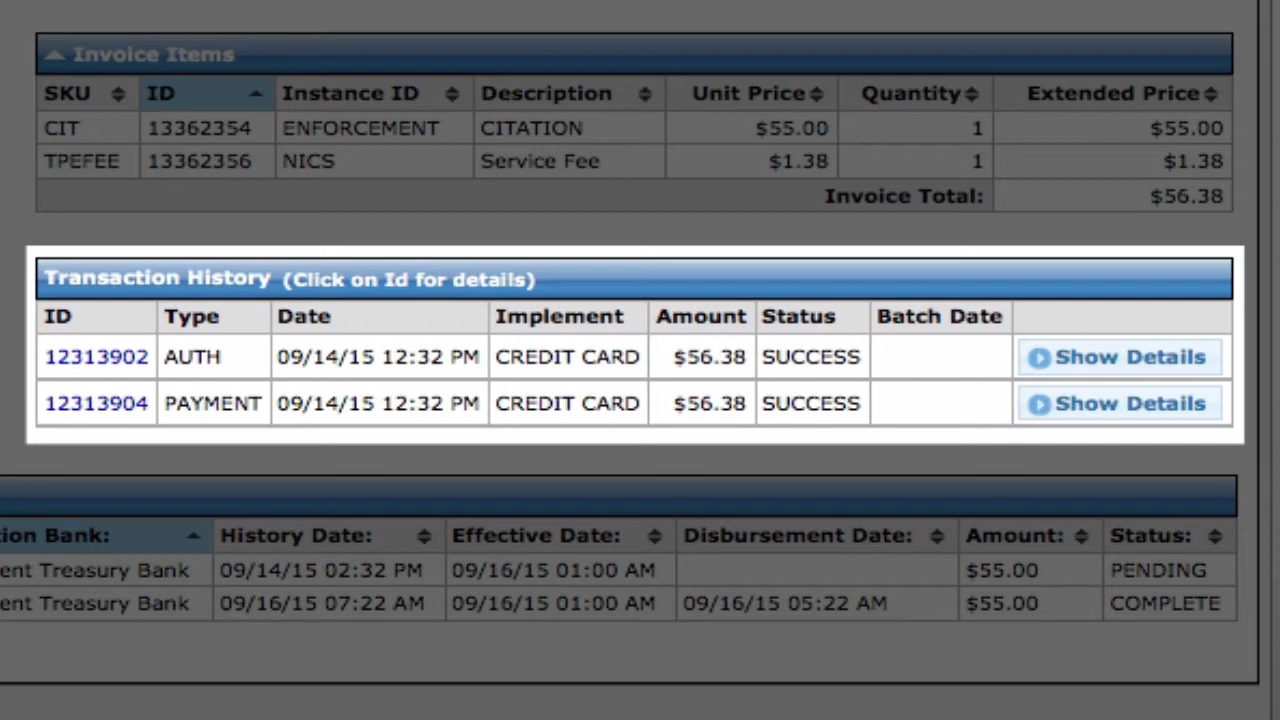 Invoice Items
SKU ID Instance ID Description Unit Price Quantity Extended Price
CIT 13362354 ENFORCEMENT CITATION $55.00 1 $55.00
TPEFEE 13362356 NICS Service Fee $1.38 1 $1.38
Invoice Total: $56.38
Transaction History (Click on Id for details)
ID Type Date Implement Amount Status Batch Date
12313902 AUTH 09/14/15 12:32 PM CREDIT CARD $56.38 SUCCESS Show Details
12313904 PAYMENT 09/14/15 12:32 PM CREDIT CARD $56.38 SUCCESS Show Details
Bank: History Date: Effective Date: Disbursement Date: Amount: Status:
Treasury Bank 09/14/15 02:32 PM 09/16/15 01:00 AM $55.00 PENDING
Treasury Bank 09/16/15 07:22 AM 09/16/15 01:00 AM 09/16/15 05:22 AM $55.00 COMPLETE